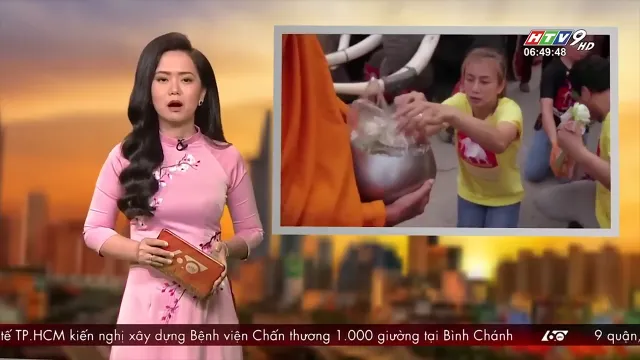 HTV9 HD
06:49:48
tế TP.HCM kiến nghị xây dựng Bệnh viện Chấn thương 1.000 giường tại Bình Chánh 60 9 quận